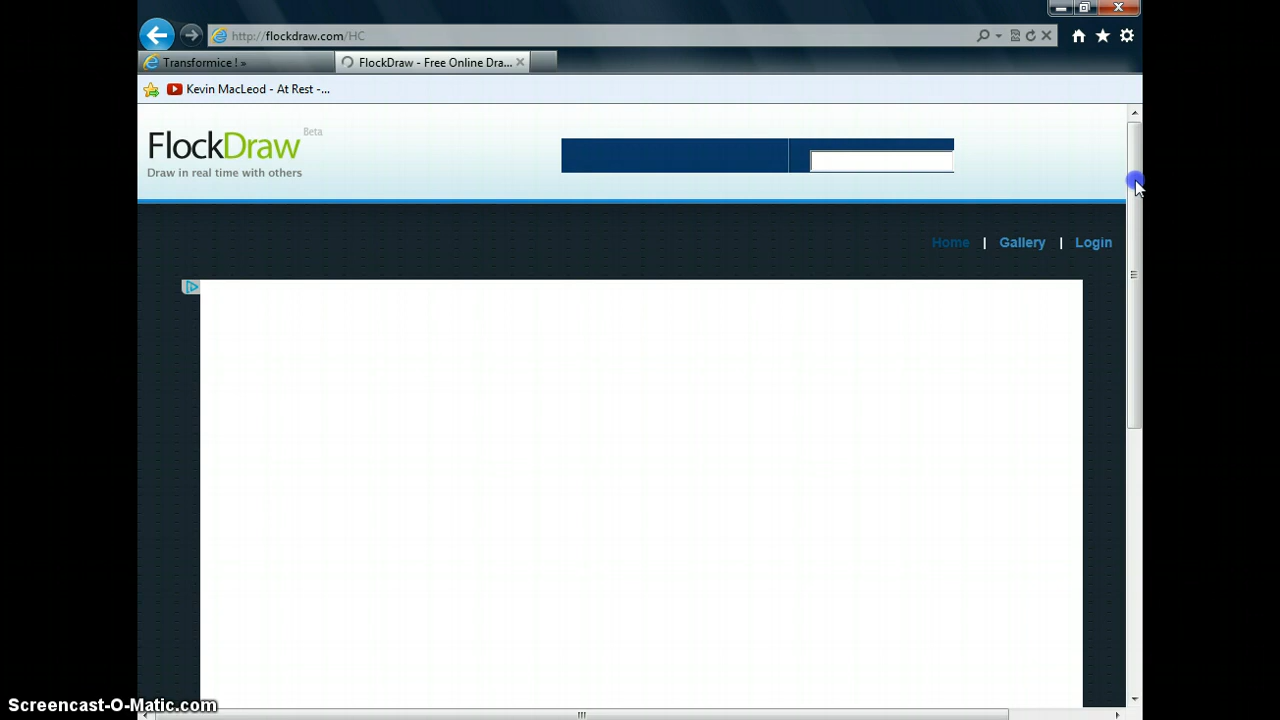 http://flockdraw.com/HC
Transformice ! »
FlockDraw - Free Online Dra...
Kevin MacLeod - At Rest -...
FlockDraw Beta
Draw in real time with others
Home | Gallery | Login
Screencast-O-Matic.com